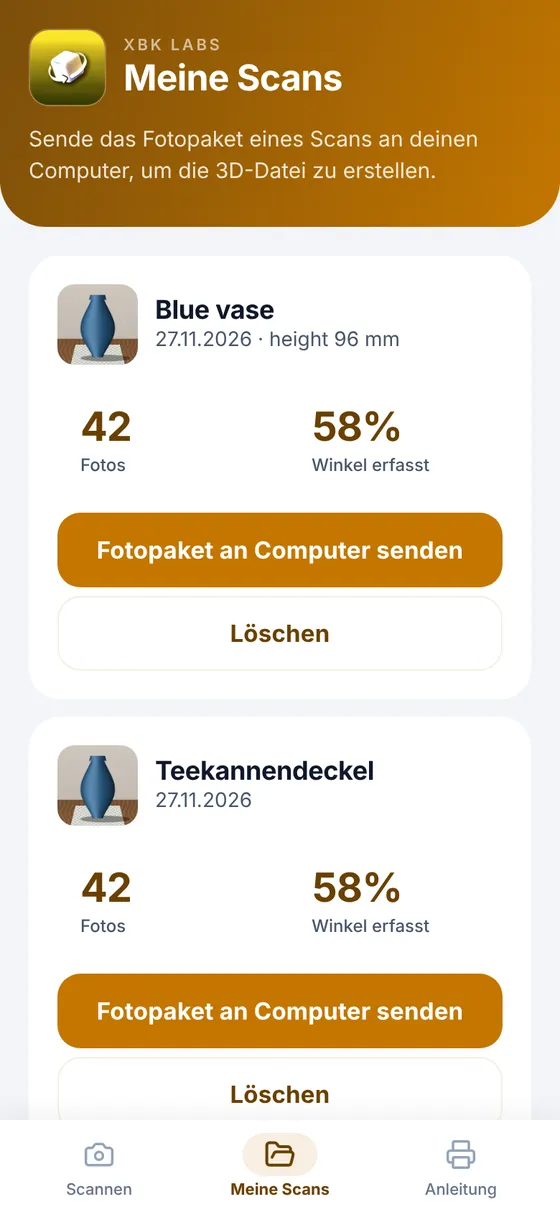 XBK LABS
Meine Scans
Sende das Fotopaket eines Scans an deinen
Computer, um die 3D-Datei zu erstellen.
Blue vase
27.11.2026 · height 96 mm
42
58%
Fotos
Winkel erfasst
Fotopaket an Computer senden
Löschen
Teekannendeckel
27.11.2026
42
58%
Fotos
Winkel erfasst
Fotopaket an Computer senden
Löschen
Scannen
Meine Scans
Anleitung